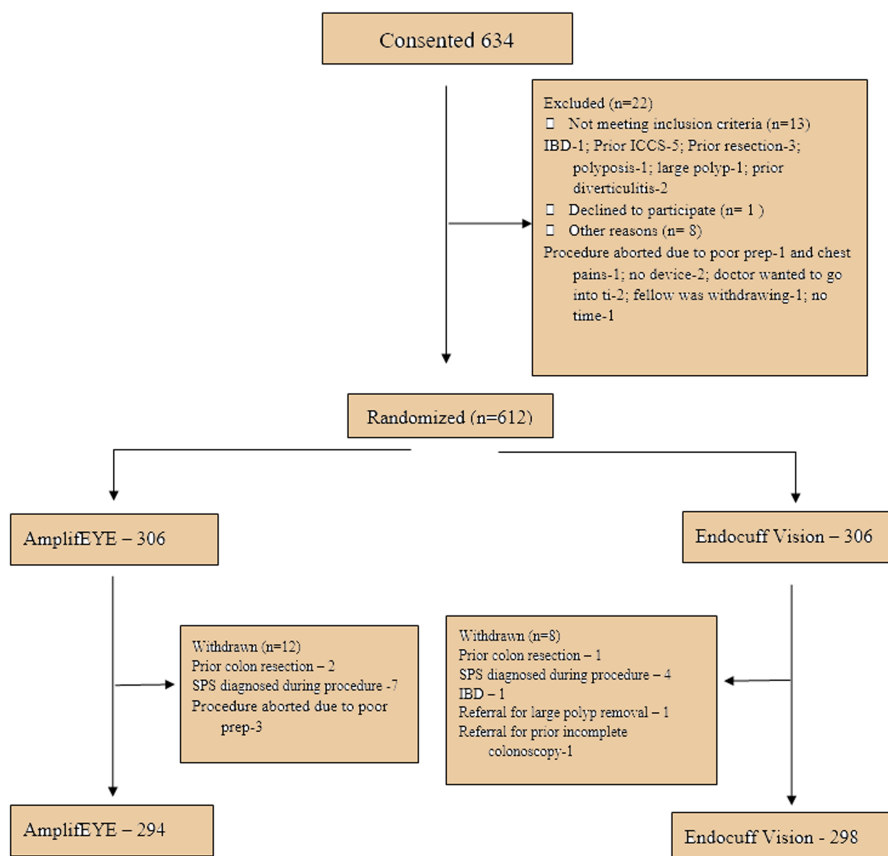 Consented 634
Excluded (n=22)
Not meeting inclusion criteria (n=13)
IBD-1; Prior ICCS-5; Prior resection-3;
polyposis-1; large polyp-1; prior
diverticulitis-2
Declined to participate (n= 1 )
Other reasons (n= 8)
Procedure aborted due to poor prep-1 and chest
pains-1; no device-2; doctor wanted to go
into ti-2; fellow was withdrawing-1; no
time-1
Randomized (n=612)
AmplifEYE – 306
Endocuff Vision – 306
Withdrawn (n=12)
Prior colon resection – 2
SPS diagnosed during procedure -7
Procedure aborted due to poor
prep-3
Withdrawn (n=8)
Prior colon resection – 1
SPS diagnosed during procedure – 4
IBD – 1
Referral for large polyp removal – 1
Referral for prior incomplete
colonoscopy-1
AmplifEYE – 294
Endocuff Vision - 298